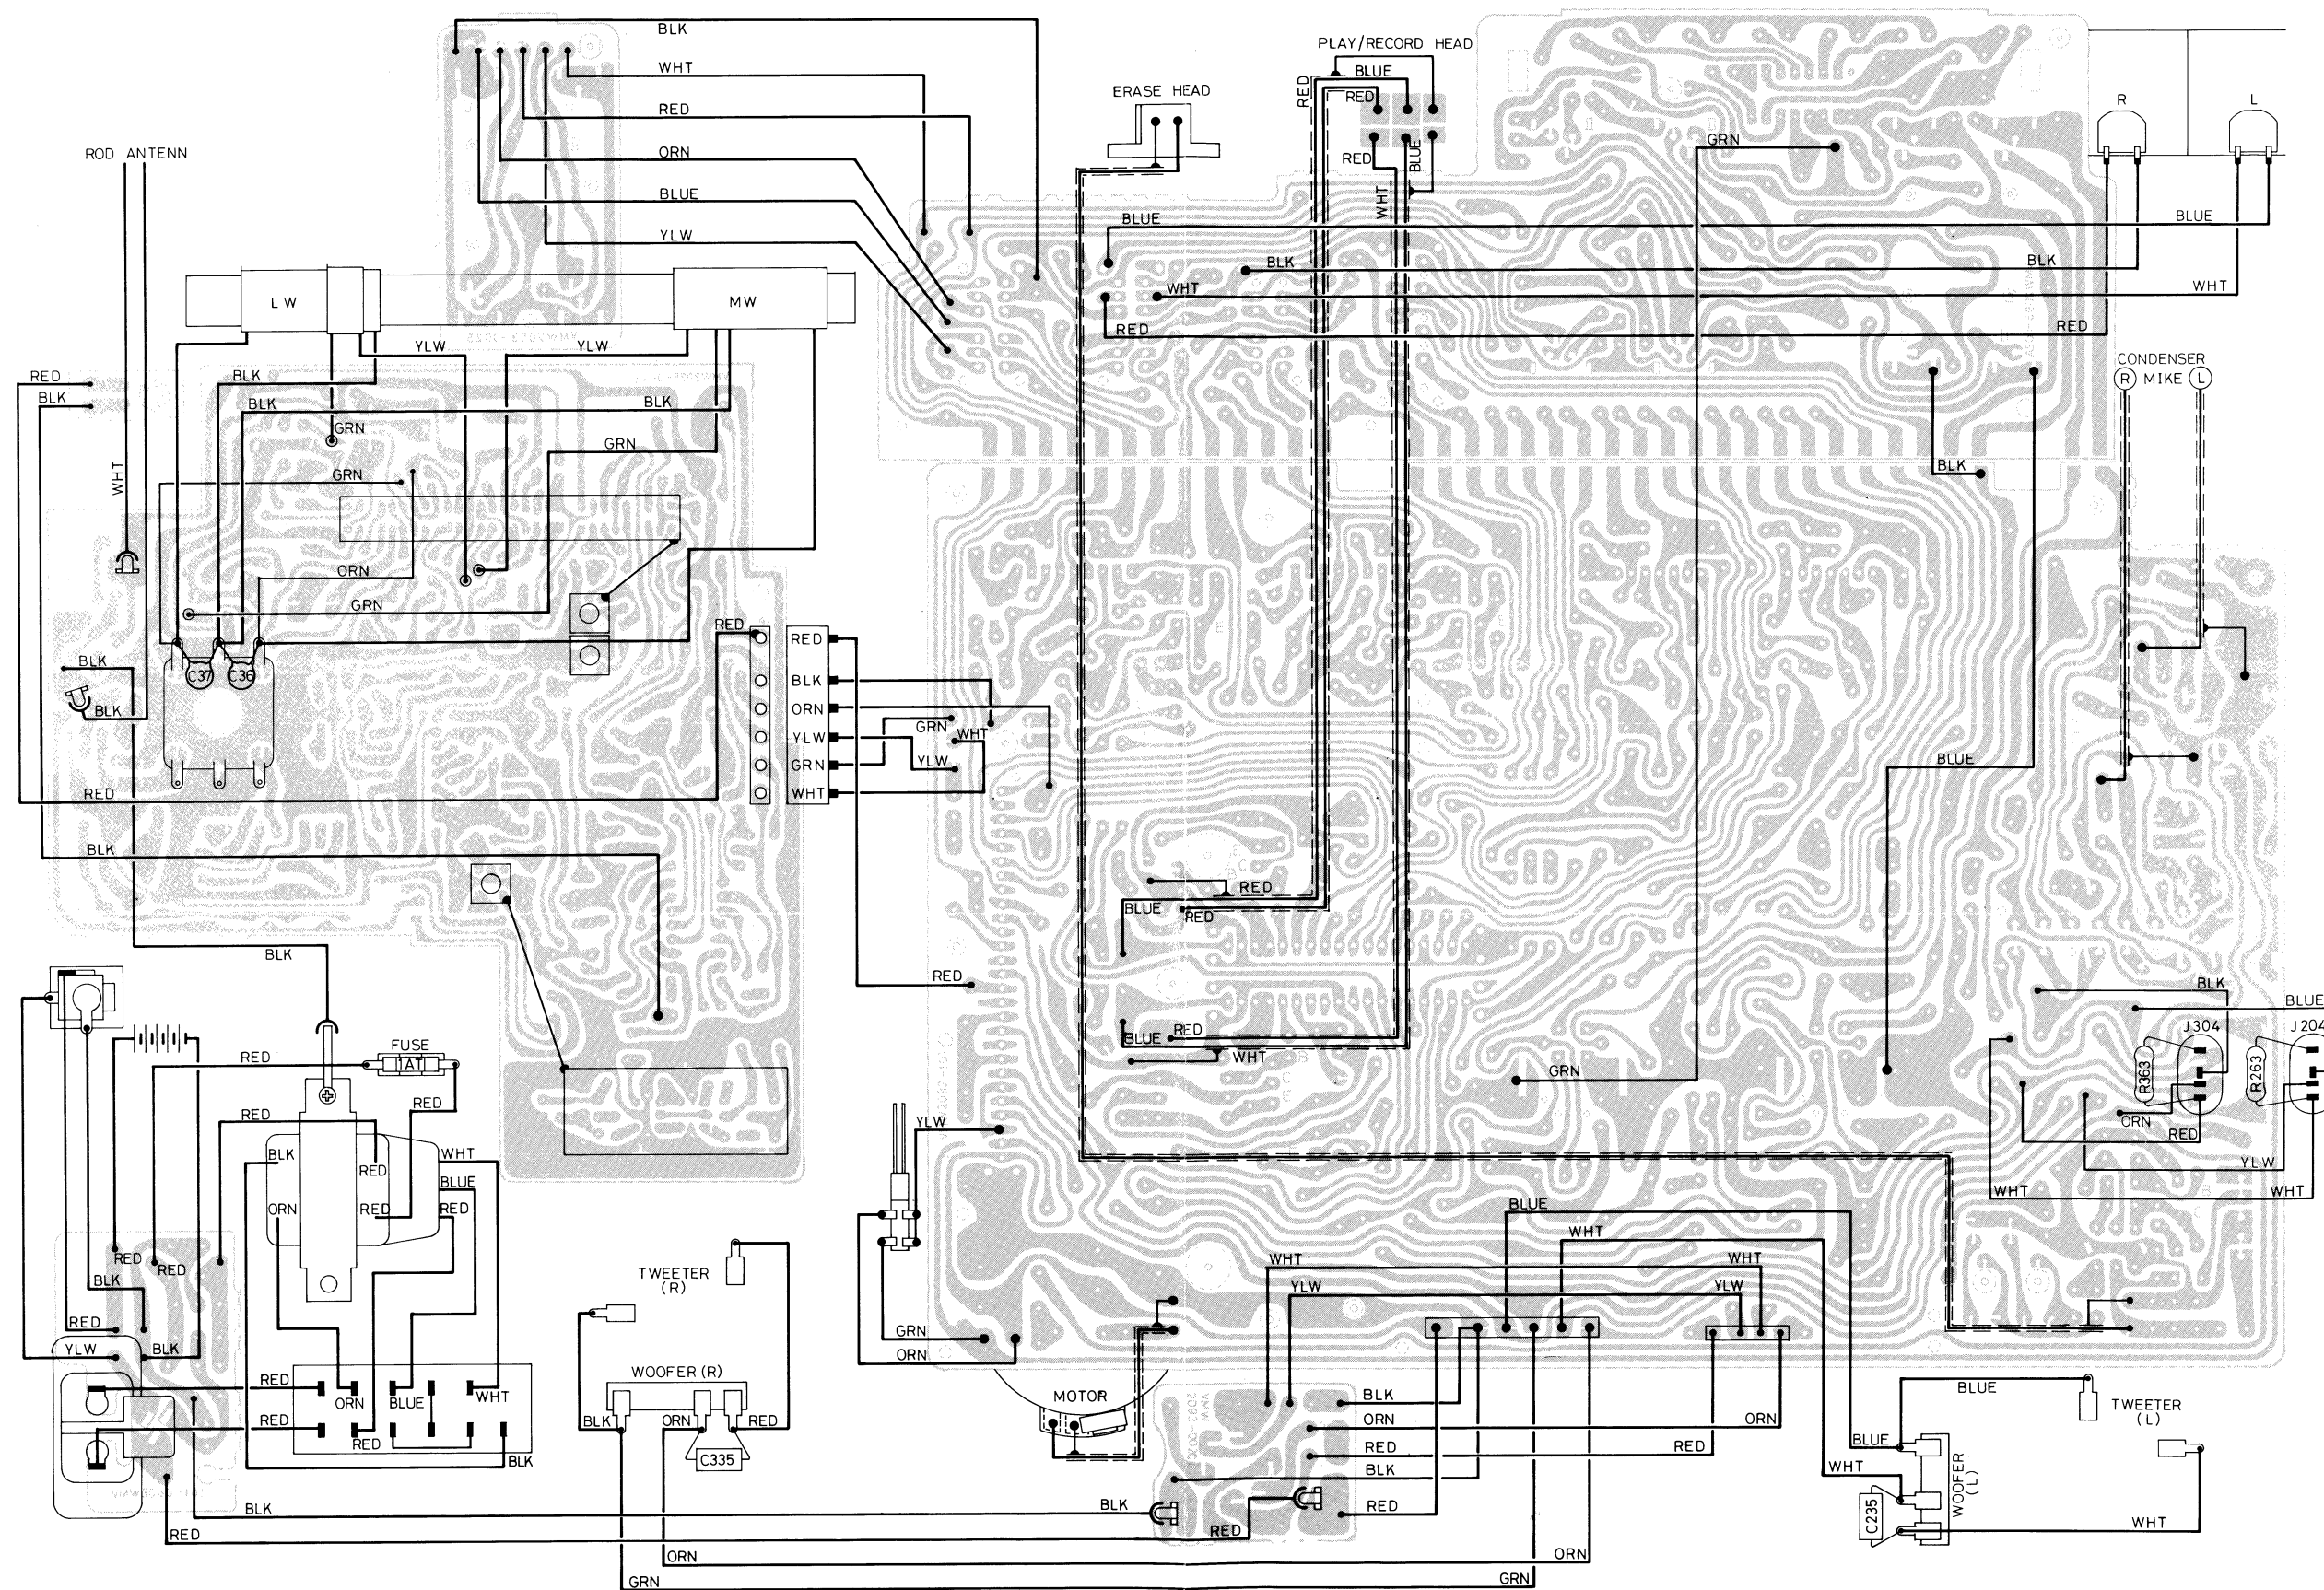 BLK
WHT
RED
ORN
BLUE
YLW
ROD ANTENN
WHT
LW
MW
YLW
YLW
RED
BLK
BLK
BLK
GRN
GRN
GRN
ORN
GRN
BLK
BLK
C37
C36
RED
BLK
RED
RED
BLK
ORN
YLW
GRN
WHT
GRN
WHT
YLW
RED
ERASE HEAD
PLAY/RECORD HEAD
RED
BLUE
RED
RED
BLUE
WHT
GRN
R
L
BLUE
BLUE
BLK
BLK
WHT
WHT
RED
RED
CONDENSER
R MIKE L
BLK
BLUE
RED
BLUE
RED
BLUE
RED
WHT
GRN
BLK
BLUE
J304
J204
R363
R263
ORN
RED
YLW
WHT
WHT
BLK
FUSE
1AT
RED
RED
RED
BLK
RED
WHT
BLUE
ORN
RED
RED
RED
RED
BLK
RED
YLW
BLK
RED
RED
ORN
BLUE
WHT
RED
BLK
BLK
RED
TWEETER
(R)
WOOFER (R)
BLK
ORN
RED
C335
YLW
GRN
ORN
MOTOR
BLUE
WHT
WHT
WHT
YLW
YLW
BLK
ORN
ORN
RED
RED
BLK
BLK
RED
RED
ORN
ORN
GRN
GRN
BLUE
TWEETER
(L)
BLUE
WHT
WOOFER
(L)
C235
WHT